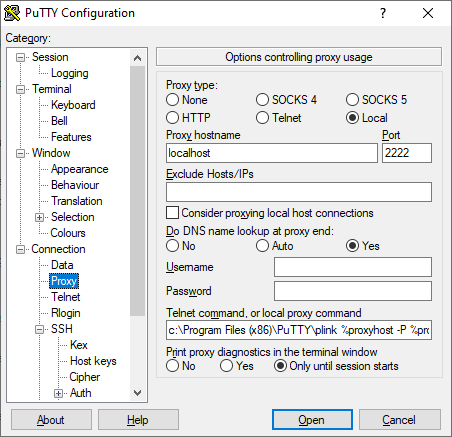 PuTTY Configuration
Category:
Session
Logging
Terminal
Keyboard
Bell
Features
Window
Appearance
Behaviour
Translation
Selection
Colours
Connection
Data
Proxy
Telnet
Rlogin
SSH
Kex
Host keys
Cipher
Auth
Options controlling proxy usage
Proxy type:
None SOCKS 4 SOCKS 5
HTTP Telnet Local
Proxy hostname Port
localhost 2222
Exclude Hosts/IPs
Consider proxying local host connections
Do DNS name lookup at proxy end:
No Auto Yes
Username
Password
Telnet command, or local proxy command
c:\Program Files (x86)\PuTTY\plink %proxyhost -P %pro
Print proxy diagnostics in the terminal window
No Yes Only until session starts
About Help Open Cancel